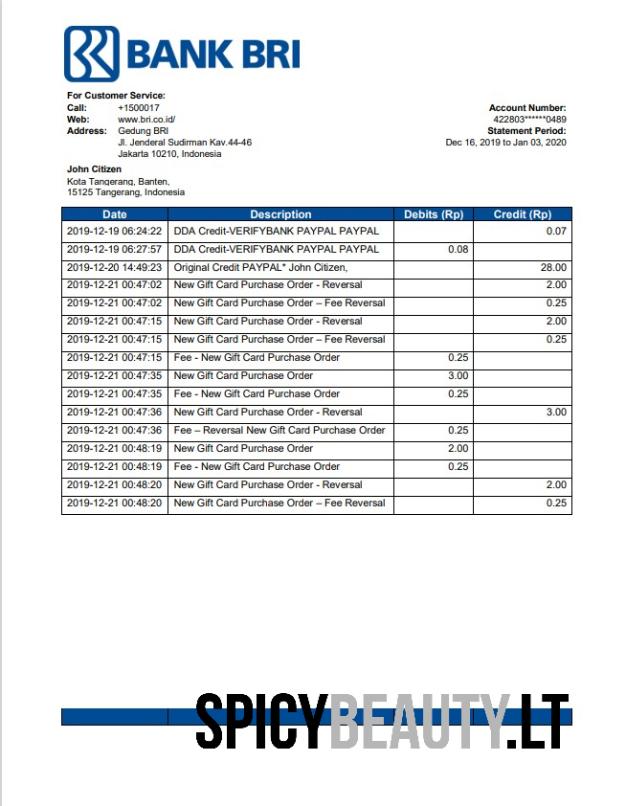 BANK BRI
For Customer Service:
Call: +1500017
Web: www.bri.co.id/
Address: Gedung BRI
Jl. Jenderal Sudirman Kav.44-46
Jakarta 10210, Indonesia
Account Number:
422803******0489
Statement Period:
Dec 16, 2019 to Jan 03, 2020
John Citizen
Kota Tangerang, Banten,
15125 Tangerang, Indonesia
Date Description Debits (Rp) Credit (Rp)
2019-12-19 06:24:22 DDA Credit-VERIFYBANK PAYPAL PAYPAL 0.07
2019-12-19 06:27:57 DDA Credit-VERIFYBANK PAYPAL PAYPAL 0.08
2019-12-20 14:49:23 Original Credit PAYPAL* John Citizen, 28.00
2019-12-21 00:47:02 New Gift Card Purchase Order - Reversal 2.00
2019-12-21 00:47:02 New Gift Card Purchase Order – Fee Reversal 0.25
2019-12-21 00:47:15 New Gift Card Purchase Order - Reversal 2.00
2019-12-21 00:47:15 New Gift Card Purchase Order – Fee Reversal 0.25
2019-12-21 00:47:15 Fee - New Gift Card Purchase Order 0.25
2019-12-21 00:47:35 New Gift Card Purchase Order 3.00
2019-12-21 00:47:35 Fee - New Gift Card Purchase Order 0.25
2019-12-21 00:47:36 New Gift Card Purchase Order - Reversal 3.00
2019-12-21 00:47:36 Fee – Reversal New Gift Card Purchase Order 0.25
2019-12-21 00:48:19 New Gift Card Purchase Order 2.00
2019-12-21 00:48:19 Fee - New Gift Card Purchase Order 0.25
2019-12-21 00:48:20 New Gift Card Purchase Order - Reversal 2.00
2019-12-21 00:48:20 New Gift Card Purchase Order – Fee Reversal 0.25
SPICYBEAUTY.LT